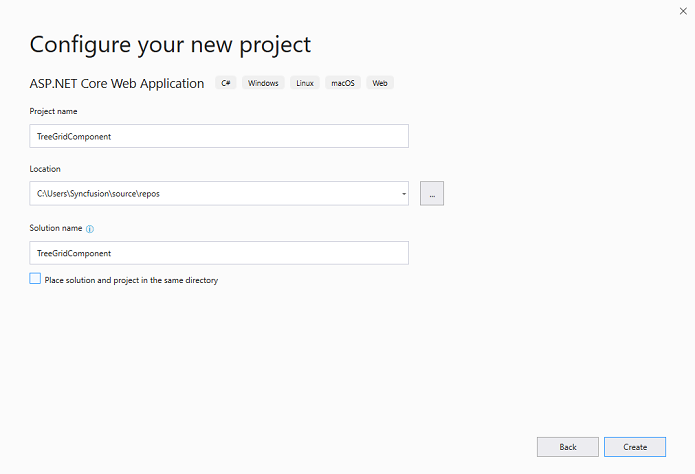 Configure your new project
ASP.NET Core Web Application C# Windows Linux macOS Web
Project name
TreeGridComponent
Location
C:\Users\Syncfusion\source\repos
...
Solution name
TreeGridComponent
Place solution and project in the same directory
Back Create